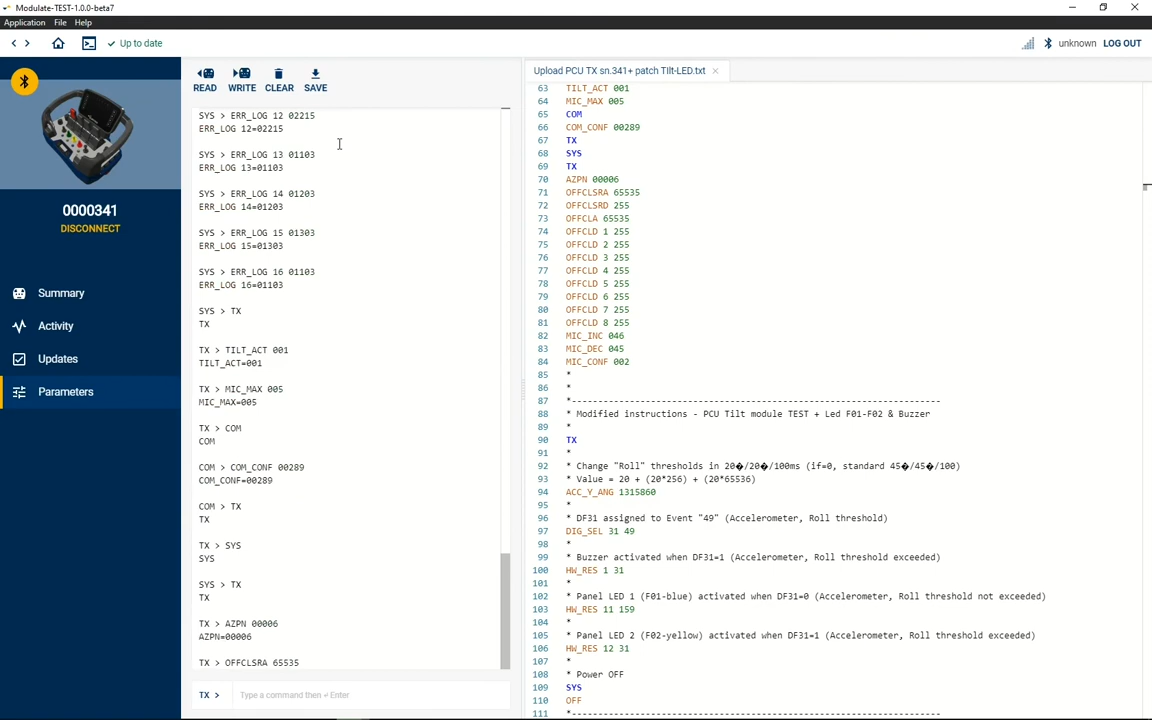 Modulate-TEST-1.0.0-beta7
Application File Help
Up to date
unknown LOG OUT
0000341
DISCONNECT
Summary
Activity
Updates
Parameters
READ WRITE CLEAR SAVE
SYS > ERR_LOG 12 02215
ERR_LOG 12=02215
SYS > ERR_LOG 13 01103
ERR_LOG 13=01103
SYS > ERR_LOG 14 01203
ERR_LOG 14=01203
SYS > ERR_LOG 15 01303
ERR_LOG 15=01303
SYS > ERR_LOG 16 01103
ERR_LOG 16=01103
SYS > TX
TX
TX > TILT_ACT 001
TILT_ACT=001
TX > MIC_MAX 005
MIC_MAX=005
TX > COM
COM
COM > COM_CONF 00289
COM_CONF=00289
COM > TX
TX
TX > SYS
SYS
SYS > TX
TX
TX > AZPN 00006
AZPN=00006
TX > OFFCLSRA 65535
TX > Type a command then ↵ Enter
Upload PCU TX sn.341+ patch Tilt-LED.txt ×
63 TILT_ACT 001
64 MIC_MAX 005
65 COM
66 COM_CONF 00289
67 TX
68 SYS
69 TX
70 AZPN 00006
71 OFFCLSRA 65535
72 OFFCLSRD 255
73 OFFCLA 65535
74 OFFCLD 1 255
75 OFFCLD 2 255
76 OFFCLD 3 255
77 OFFCLD 4 255
78 OFFCLD 5 255
79 OFFCLD 6 255
80 OFFCLD 7 255
81 OFFCLD 8 255
82 MIC_INC 046
83 MIC_DEC 045
84 MIC_CONF 002
85 *
86 *
87 *-----------------------------------------------------------------------
88 * Modified instructions - PCU Tilt module TEST + Led F01-F02 & Buzzer
89 *
90 TX
91 *
92 * Change "Roll" thresholds in 20�/20�/100ms (if=0, standard 45�/45�/100)
93 * Value = 20 + (20*256) + (20*65536)
94 ACC_Y_ANG 1315860
95 *
96 * DF31 assigned to Event "49" (Accelerometer, Roll threshold)
97 DIG_SEL 31 49
98 *
99 * Buzzer activated when DF31=1 (Accelerometer, Roll threshold exceeded)
100 HW_RES 1 31
101 *
102 * Panel LED 1 (F01-blue) activated when DF31=0 (Accelerometer, Roll threshold not exceeded)
103 HW_RES 11 159
104 *
105 * Panel LED 2 (F02-yellow) activated when DF31=1 (Accelerometer, Roll threshold exceeded)
106 HW_RES 12 31
107 *
108 * Power OFF
109 SYS
110 OFF
111 *-----------------------------------------------------------------------